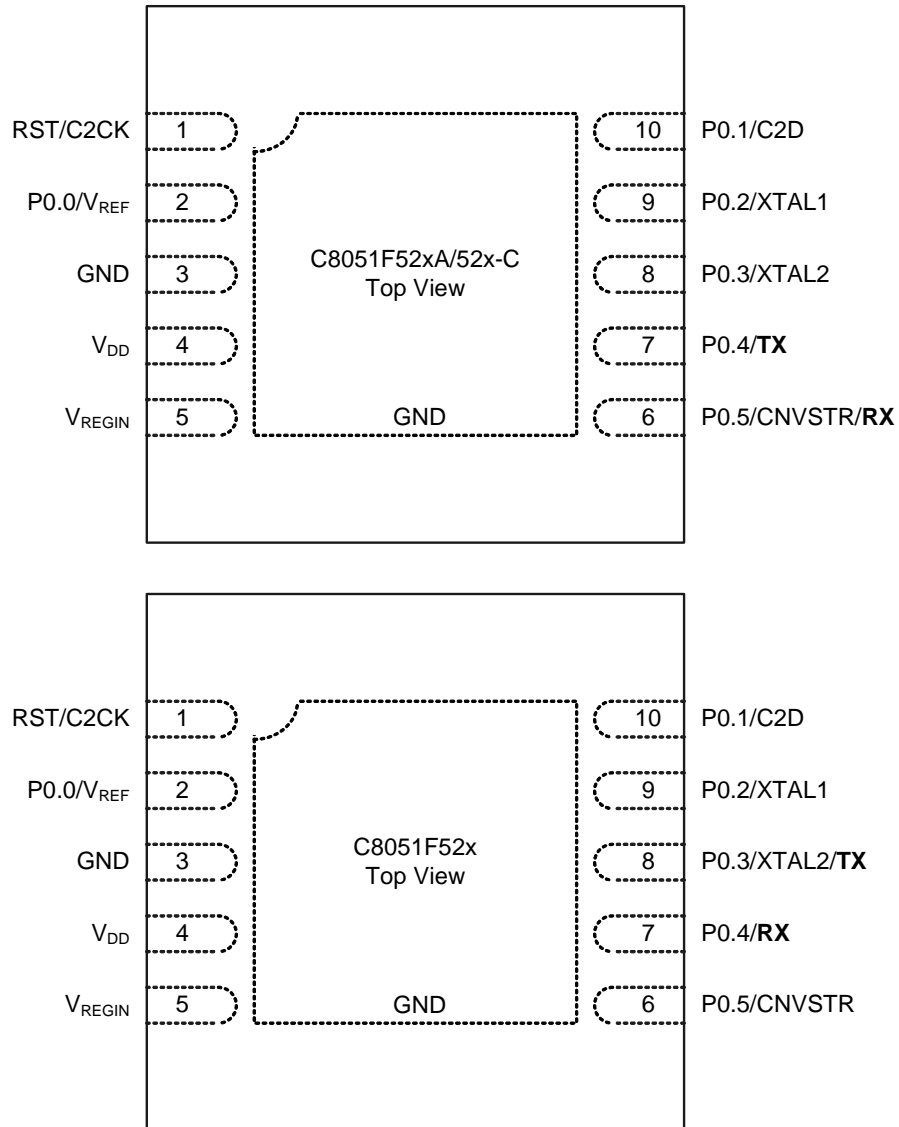 RST/C2CK 1 10 P0.1/C2D
P0.0/VREF 2 9 P0.2/XTAL1
GND 3 C8051F52xA/52x-C 8 P0.3/XTAL2
Top View
VDD 4 7 P0.4/TX
VREGIN 5 GND 6 P0.5/CNVSTR/RX
RST/C2CK 1 10 P0.1/C2D
P0.0/VREF 2 9 P0.2/XTAL1
GND 3 C8051F52x 8 P0.3/XTAL2/TX
Top View
VDD 4 7 P0.4/RX
VREGIN 5 GND 6 P0.5/CNVSTR